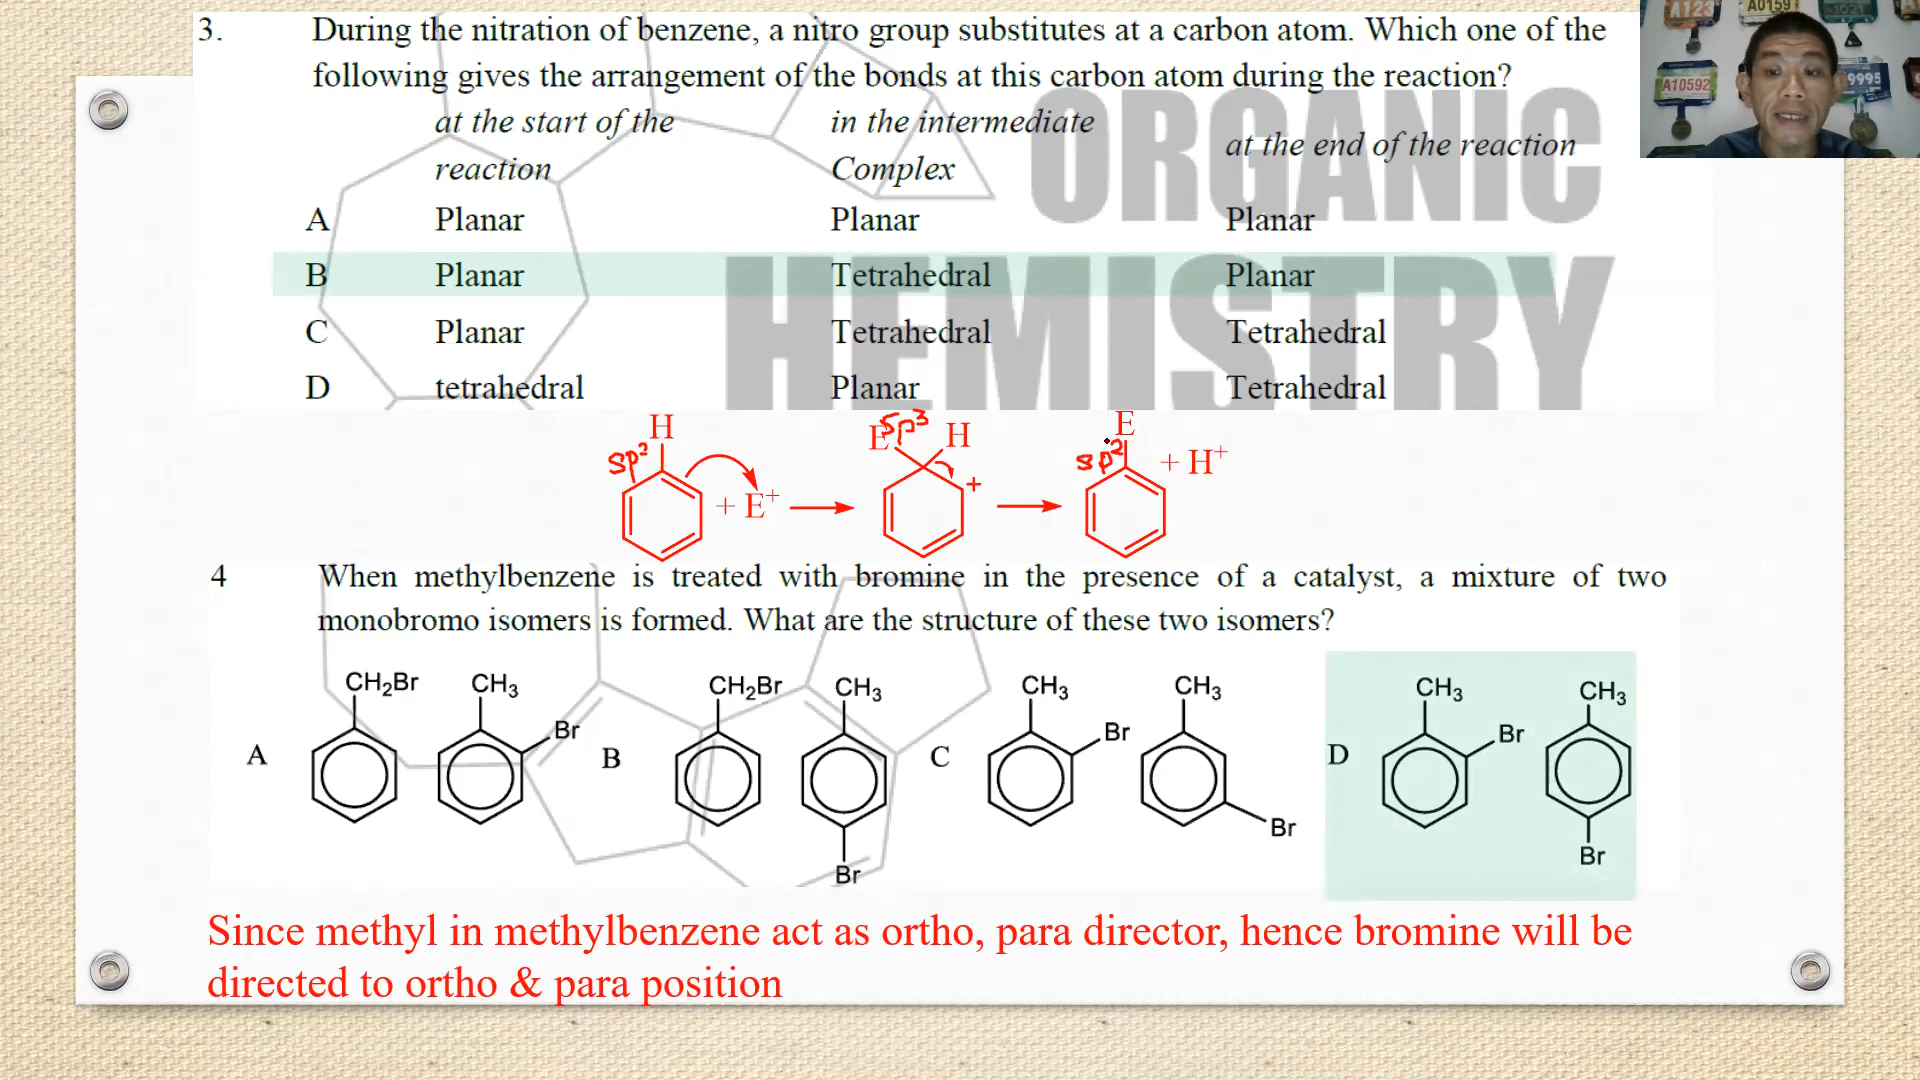 3. During the nitration of benzene, a nitro group substitutes at a carbon atom. Which one of the
following gives the arrangement of the bonds at this carbon atom during the reaction?
at the start of the reaction
in the intermediate Complex
at the end of the reaction
A Planar Planar Planar
B Planar Tetrahedral Planar
C Planar Tetrahedral Tetrahedral
D tetrahedral Planar Tetrahedral
ORGANIC
HEMISTRY
H
sp²
+ E⁺
E sp³ H
+
E
sp²
+ H⁺
4 When methylbenzene is treated with bromine in the presence of a catalyst, a mixture of two
monobromo isomers is formed. What are the structure of these two isomers?
A CH₂Br CH₃ Br
B CH₂Br CH₃ Br
C CH₃ Br CH₃ Br
D CH₃ Br CH₃ Br
Since methyl in methylbenzene act as ortho, para director, hence bromine will be
directed to ortho & para position
A123
A0159
A10592
9995